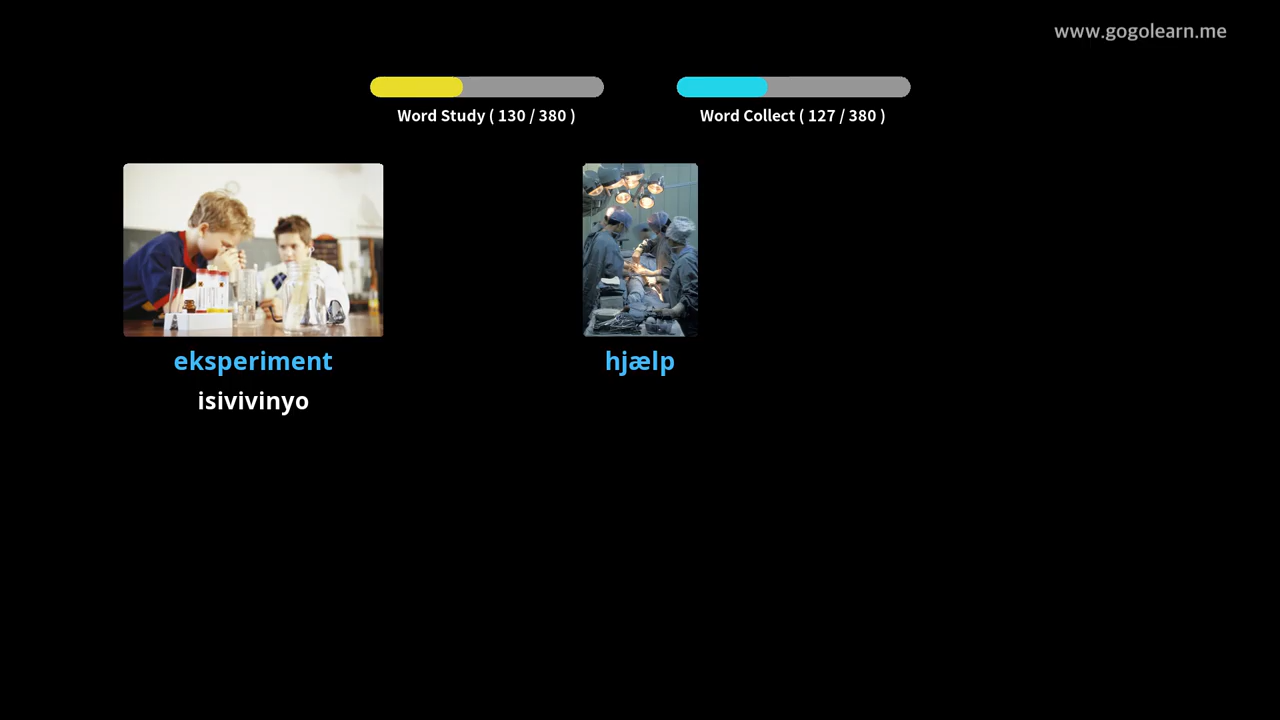 www.gogolearn.me
Word Study ( 130 / 380 )
Word Collect ( 127 / 380 )
eksperiment
hjælp
isivivinyo